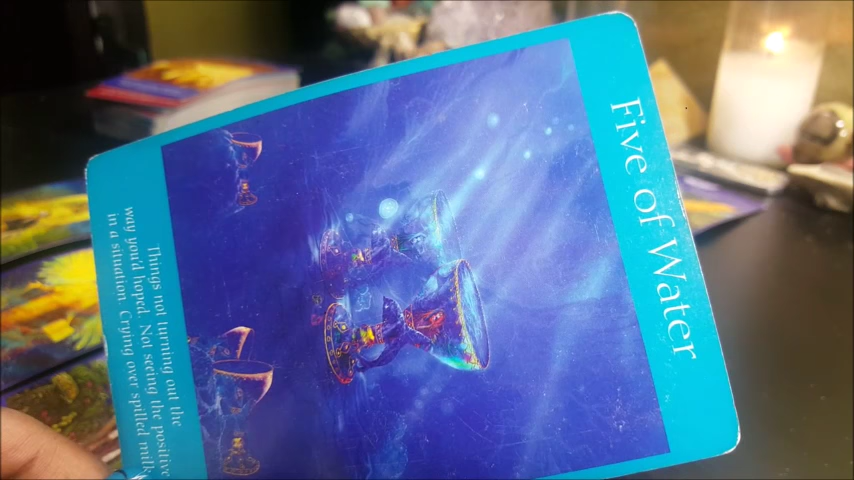 Five of Water
Things not turning out the
way you'd hoped. Not seeing the positive
in a situation. Crying over spilled milk.